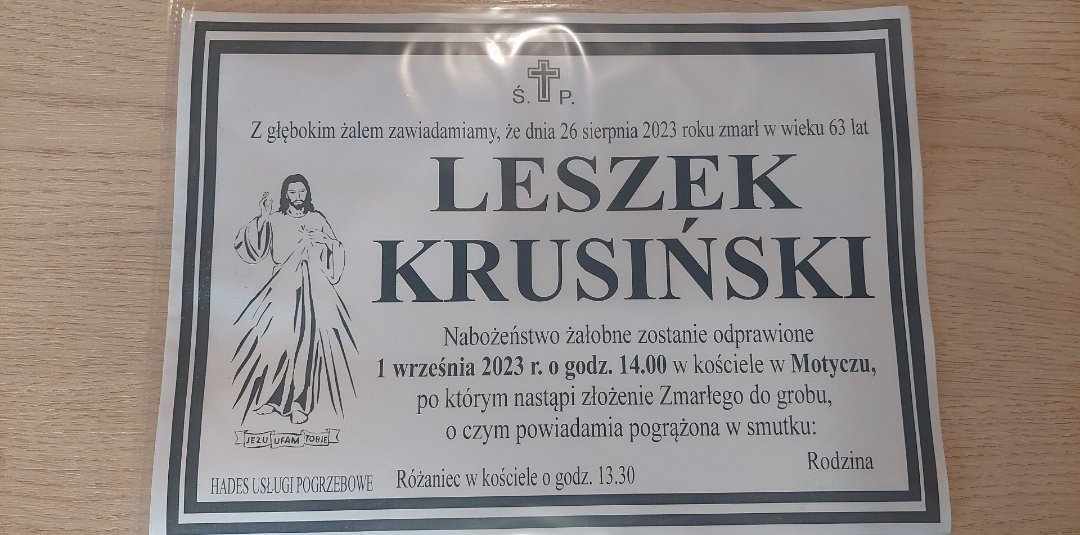 Ś. P.
Z głębokim żalem zawiadamiamy, że dnia 26 sierpnia 2023 roku zmarł w wieku 63 lat
LESZEK
KRUSIŃSKI
Nabożeństwo żałobne zostanie odprawione
1 września 2023 r. o godz. 14.00 w kościele w Motyczu,
po którym nastąpi złożenie Zmarłego do grobu,
o czym powiadamia pogrążona w smutku:
Rodzina
JEZU UFAM TOBIE
HADES USŁUGI POGRZEBOWE
Różaniec w kościele o godz. 13.30